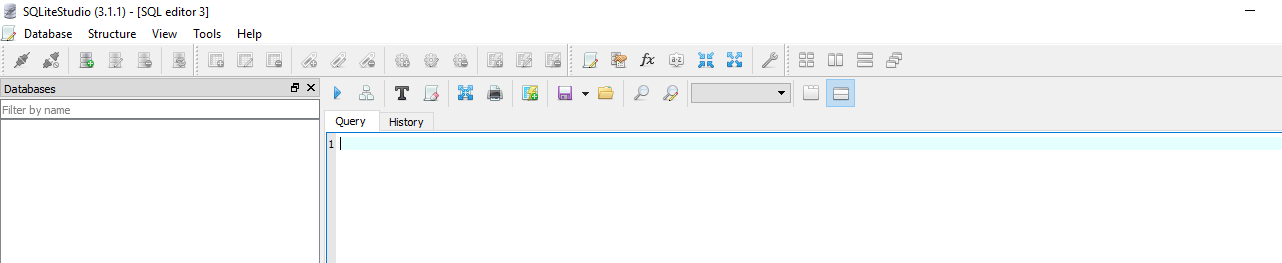 SQLiteStudio (3.1.1) - [SQL editor 3]
Database Structure View Tools Help
fx a·z
Databases
Filter by name
T
Query History
1